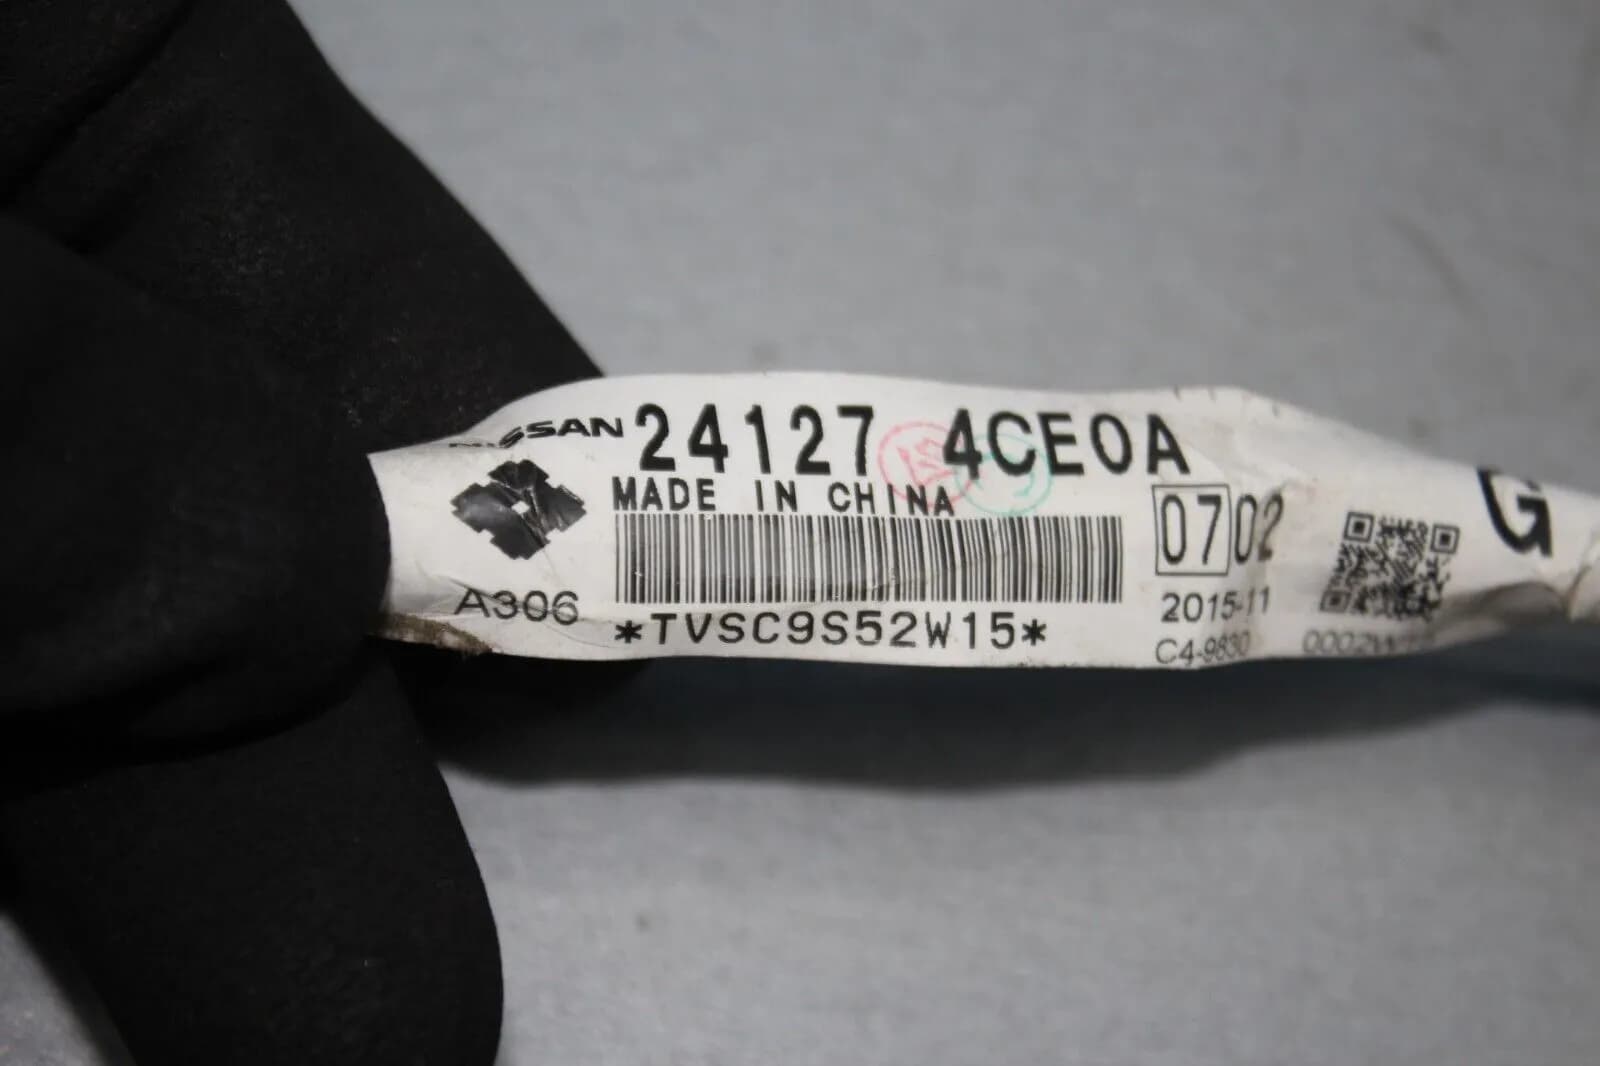 NISSAN 24127 4CE0A
MADE IN CHINA
0702
A306
*TVSC9S52W15*
2015-11
C4-9830
G